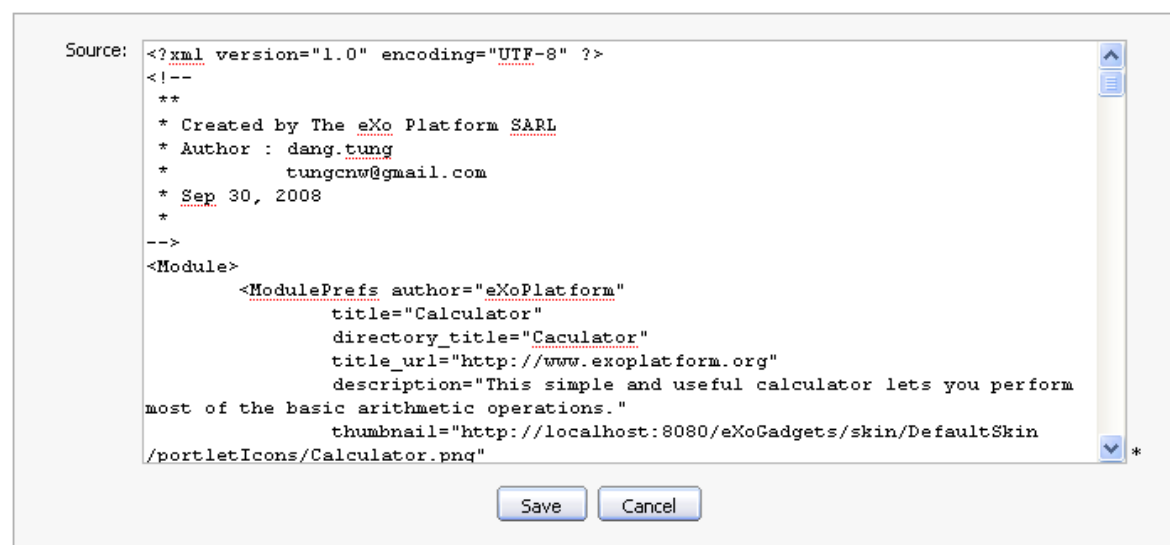 Source:
<?xml version="1.0" encoding="UTF-8" ?>
<!--
**
* Created by The eXo Platform SARL
* Author : dang.tung
* tungcnw@gmail.com
* Sep 30, 2008
*
-->
<Module>
<ModulePrefs author="eXoPlatform"
title="Calculator"
directory_title="Caculator"
title_url="http://www.exoplatform.org"
description="This simple and useful calculator lets you perform
most of the basic arithmetic operations."
thumbnail="http://localhost:8080/eXoGadgets/skin/DefaultSkin
/portletIcons/Calculator.png"
*
Save Cancel